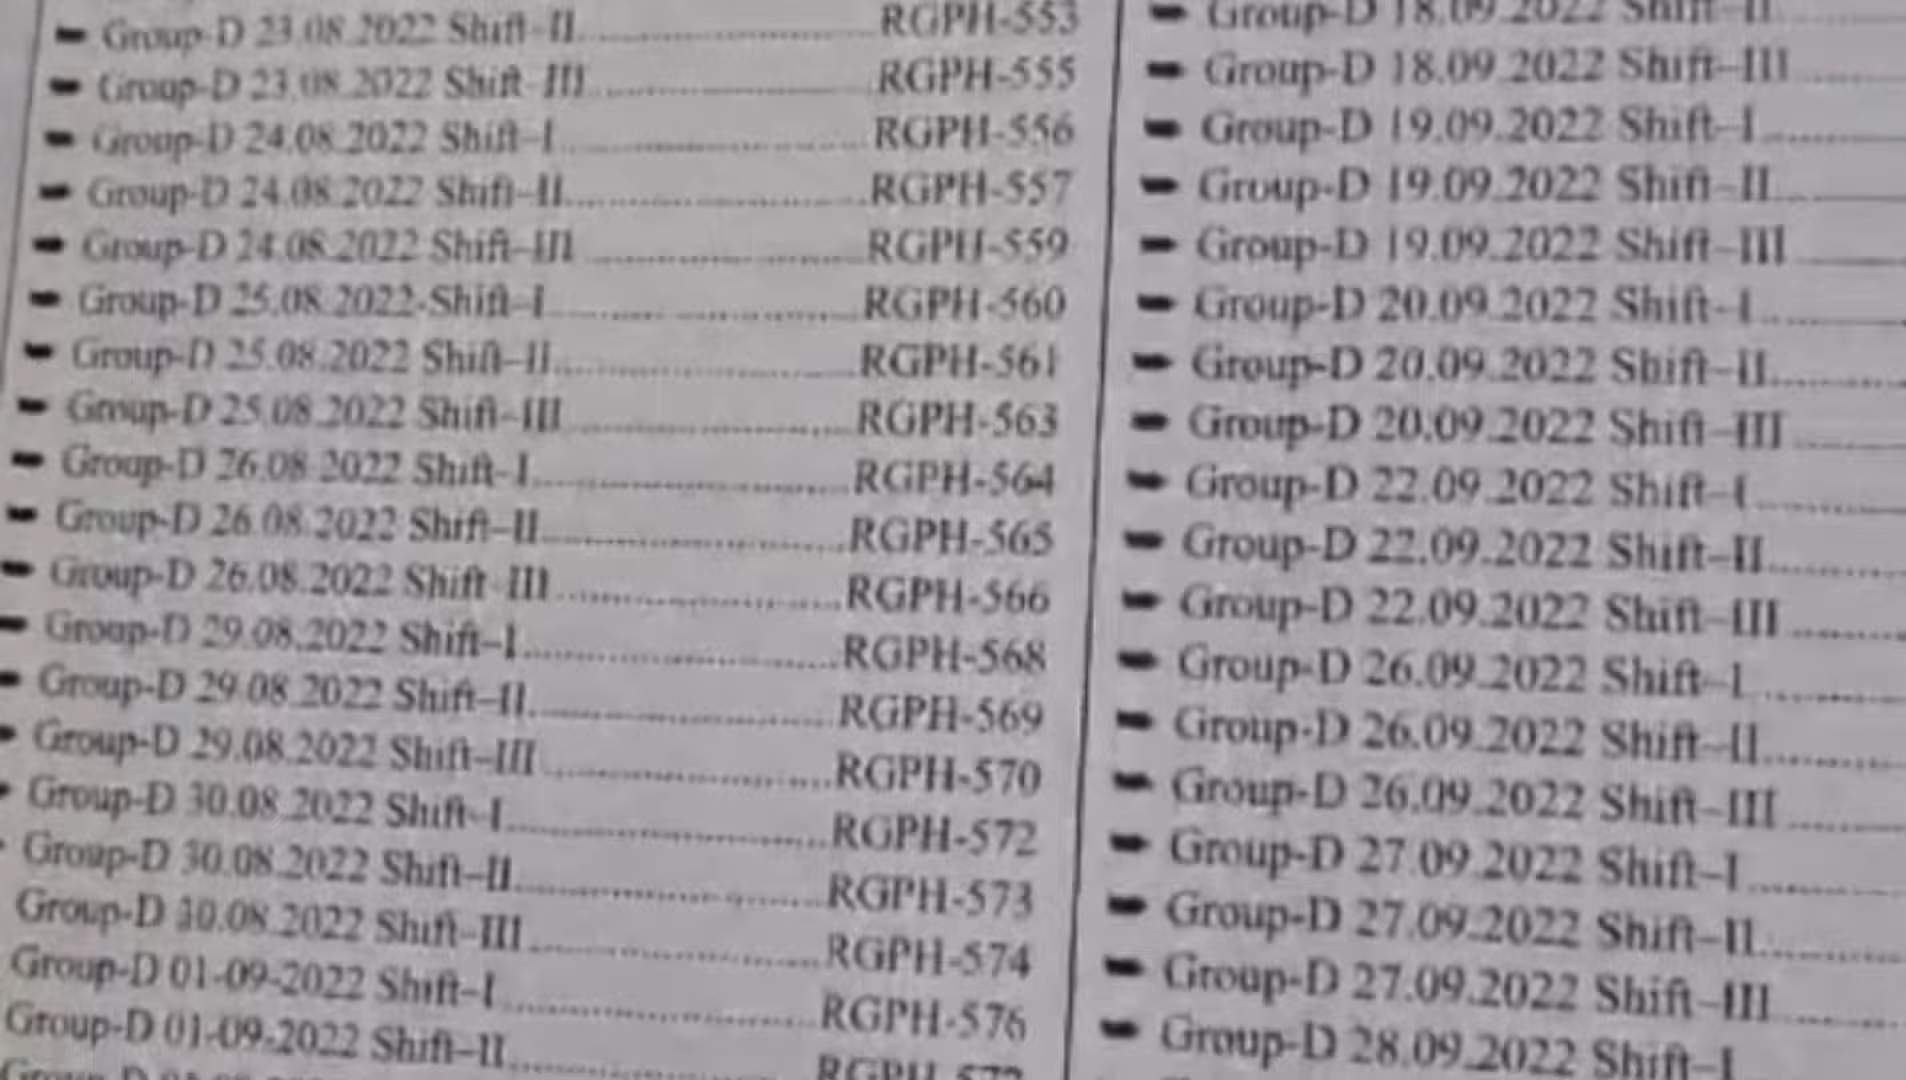 Group-D 23.08.2022 Shift-II..............................RGPH-553
Group-D 23.08.2022 Shift-III..............................RGPH-555
Group-D 24.08.2022 Shift–I..............................RGPH-556
Group-D 24.08.2022 Shift–II..............................RGPH-557
Group-D 24.08.2022 Shift–III..............................RGPH-559
Group-D 25.08.2022-Shift–I..............................RGPH-560
Group-D 25.08.2022 Shift–II..............................RGPH-561
Group-D 25.08.2022 Shift–III..............................RGPH-563
Group-D 26.08.2022 Shift–I..............................RGPH-564
Group-D 26.08.2022 Shift–II..............................RGPH-565
Group-D 26.08.2022 Shift-III..............................RGPH-566
Group-D 29.08.2022 Shift–I..............................RGPH-568
Group-D 29.08.2022 Shift–II..............................RGPH-569
Group-D 29.08.2022 Shift–III..............................RGPH-570
Group-D 30.08.2022 Shift–I..............................RGPH-572
Group-D 30.08.2022 Shift–II..............................RGPH-573
Group-D 30.08.2022 Shift–III..............................RGPH-574
Group-D 01-09-2022 Shift–I..............................RGPH-576
Group-D 01-09-2022 Shift–II..............................RGPH
Group-D 18.09.2022 Shift–II
Group-D 18.09.2022 Shift–III
Group-D 19.09.2022 Shift–I
Group-D 19.09.2022 Shift–II
Group-D 19.09.2022 Shift–III
Group-D 20.09.2022 Shift–I
Group-D 20.09.2022 Shift–II
Group-D 20.09.2022 Shift–III
Group-D 22.09.2022 Shift–I
Group-D 22.09.2022 Shift–II
Group-D 22.09.2022 Shift–III
Group-D 26.09.2022 Shift–I
Group-D 26.09.2022 Shift–II
Group-D 26.09.2022 Shift–III
Group-D 27.09.2022 Shift–I
Group-D 27.09.2022 Shift–II
Group-D 27.09.2022 Shift–III
Group-D 28.09.2022 Shift–I